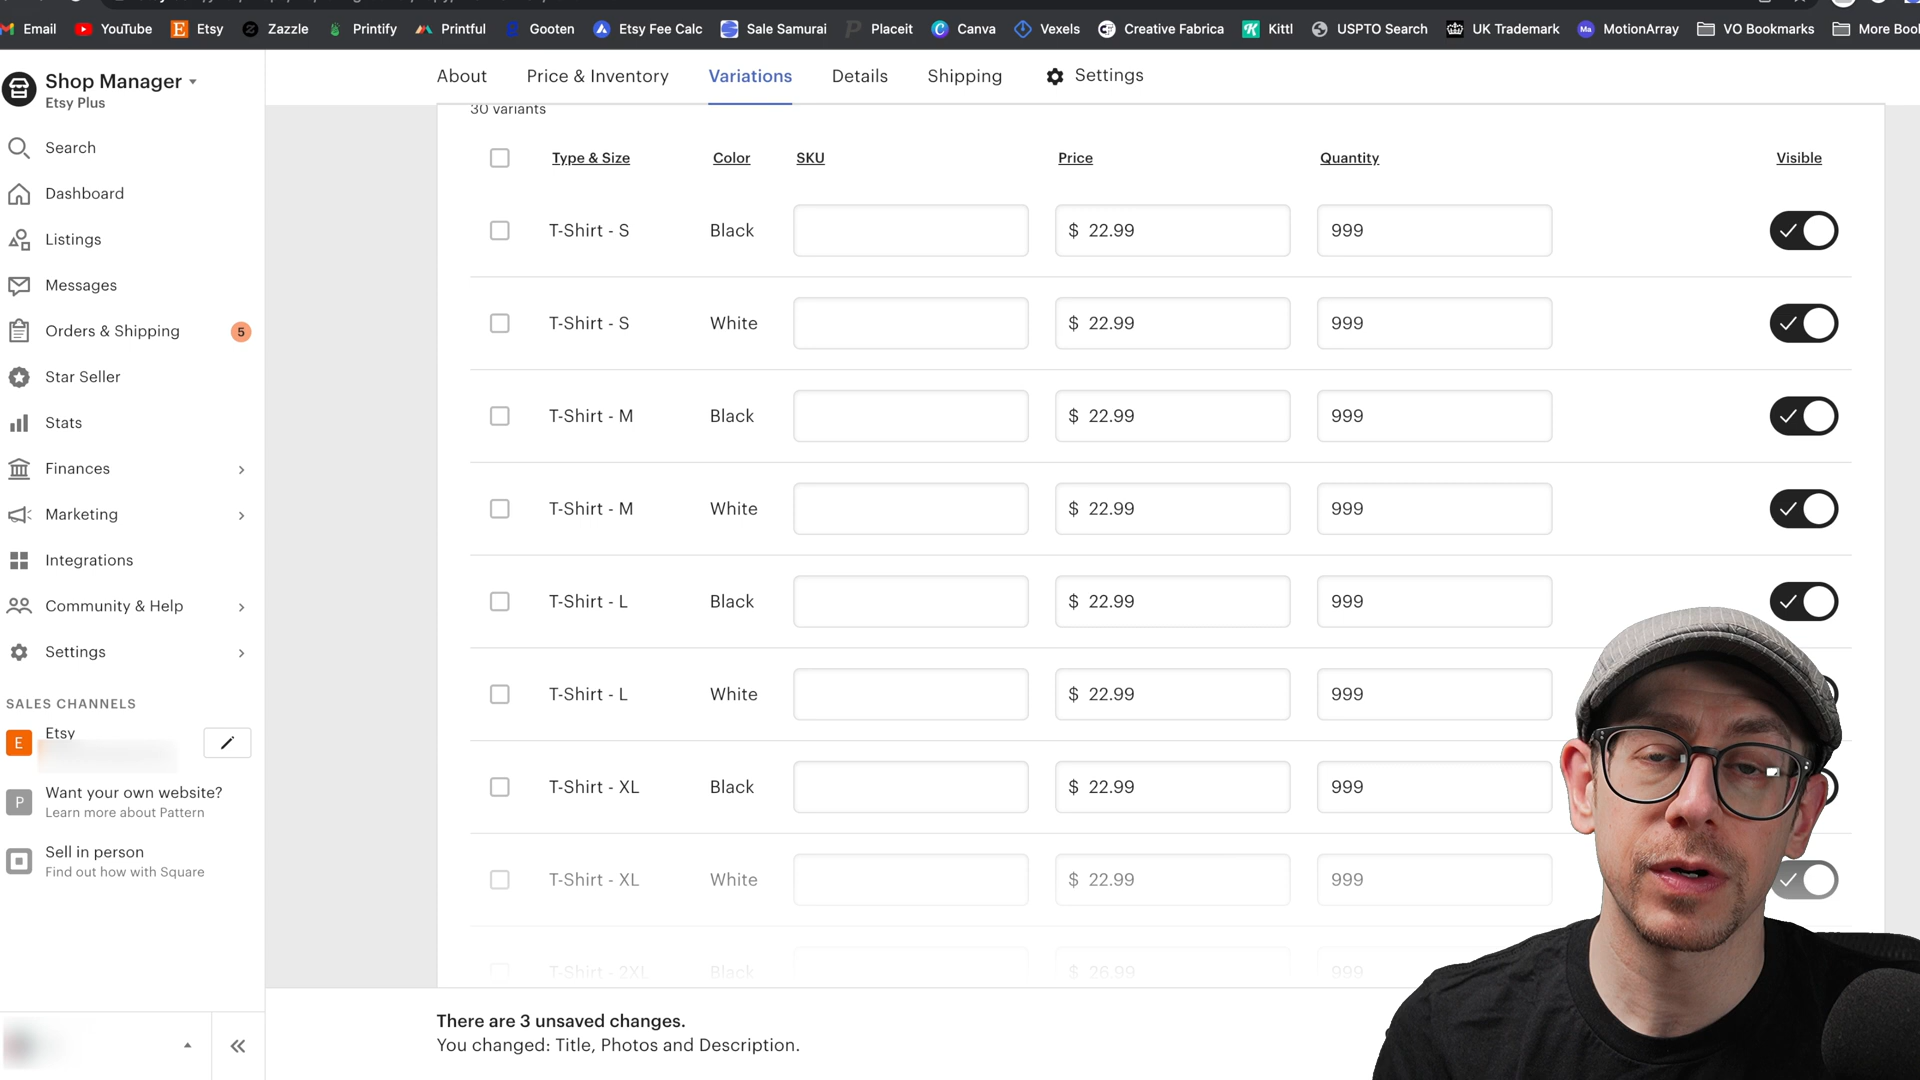 Email YouTube Etsy Zazzle Printify Printful Gooten Etsy Fee Calc Sale Samurai Placeit Canva Vexels Creative Fabrica Kittl USPTO Search UK Trademark MotionArray VO Bookmarks More Bool
Shop Manager
Etsy Plus
Search
Dashboard
Listings
Messages
Orders & Shipping 5
Star Seller
Stats
Finances
Marketing
Integrations
Community & Help
Settings
SALES CHANNELS
E Etsy
P Want your own website?
Learn more about Pattern
Sell in person
Find out how with Square
About Price & Inventory Variations Details Shipping Settings
30 variants
Type & Size Color SKU Price Quantity Visible
T-Shirt - S Black $ 22.99 999
T-Shirt - S White $ 22.99 999
T-Shirt - M Black $ 22.99 999
T-Shirt - M White $ 22.99 999
T-Shirt - L Black $ 22.99 999
T-Shirt - L White $ 22.99 999
T-Shirt - XL Black $ 22.99 999
T-Shirt - XL White $ 22.99 999
T-Shirt - 2XL Black $ 26.99 999
There are 3 unsaved changes.
You changed: Title, Photos and Description.